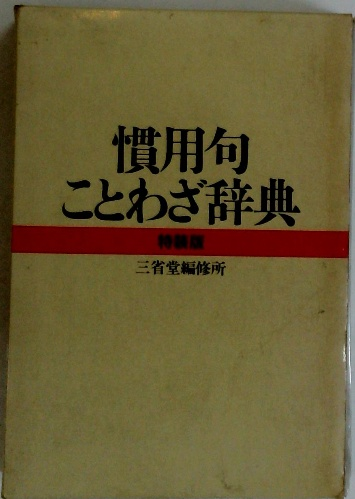 慣用句
ことわざ辞典
特装版
三省堂編修所